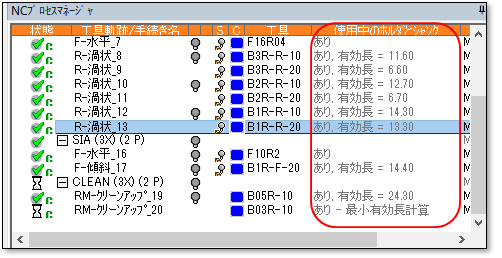 NCプロセスマネージャ
状態 工具軌跡/手続き名 S C 工具 使用中のホルダとシャンク
F-水平_7 F16R04 あり M
R-渦状_8 B3R-R-10 あり, 有効長 = 11.60
R-渦状_9 B3R-R-20 あり, 有効長 = 6.60
R-渦状_10 B2R-R-10 あり, 有効長 = 12.70
R-渦状_11 B2R-R-20 あり, 有効長 = 6.70
R-渦状_12 B1R-R-10 あり, 有効長 = 14.30
R-渦状_13 B1R-R-20 あり, 有効長 = 13.30
SIA (3X) (2 P)
F-水平_16 F10R2 あり
F-傾斜_17 B1R-F-20 あり, 有効長 = 14.40
CLEAN (3X) (2 P)
RM-クリーンアップ_19 B05R-10 あり, 有効長 = 24.30
RM-クリーンアップ_20 B03R-10 あり - 最小有効長計算